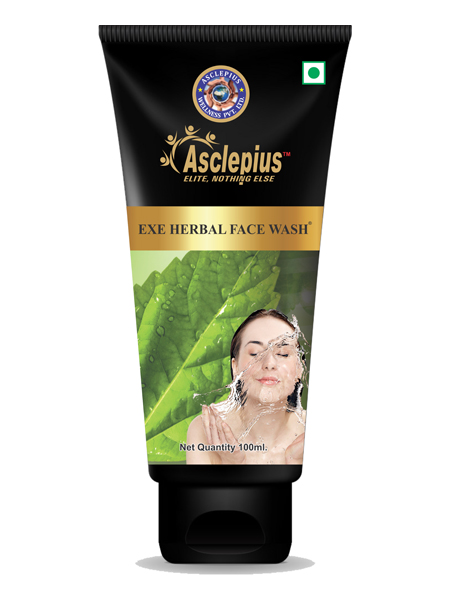 ASCLEPIUS
WELLNESS PVT. LTD.
Asclepius™
ELITE, NOTHING ELSE
EXE HERBAL FACE WASH®
Net Quantity 100ml.